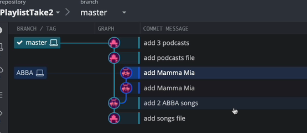 repository branch
PlaylistTake2 master
BRANCH / TAG GRAPH COMMIT MESSAGE
master add 3 podcasts
add podcasts file
ABBA add Mamma Mia
add Mamma Mia
add 2 ABBA songs
add songs file